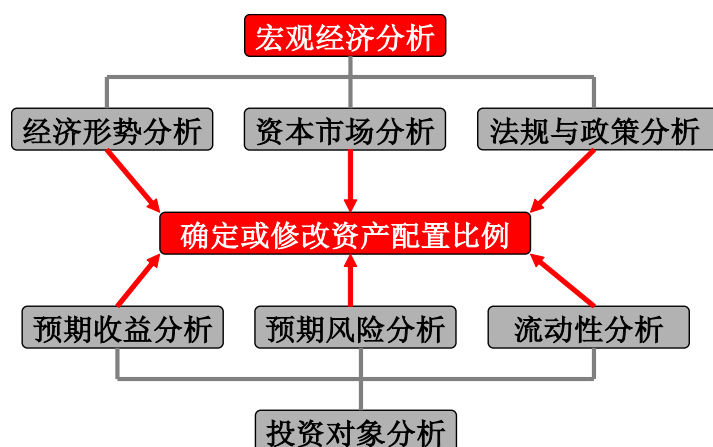 宏观经济分析
经济形势分析
资本市场分析
法规与政策分析
确定或修改资产配置比例
预期收益分析
预期风险分析
流动性分析
投资对象分析